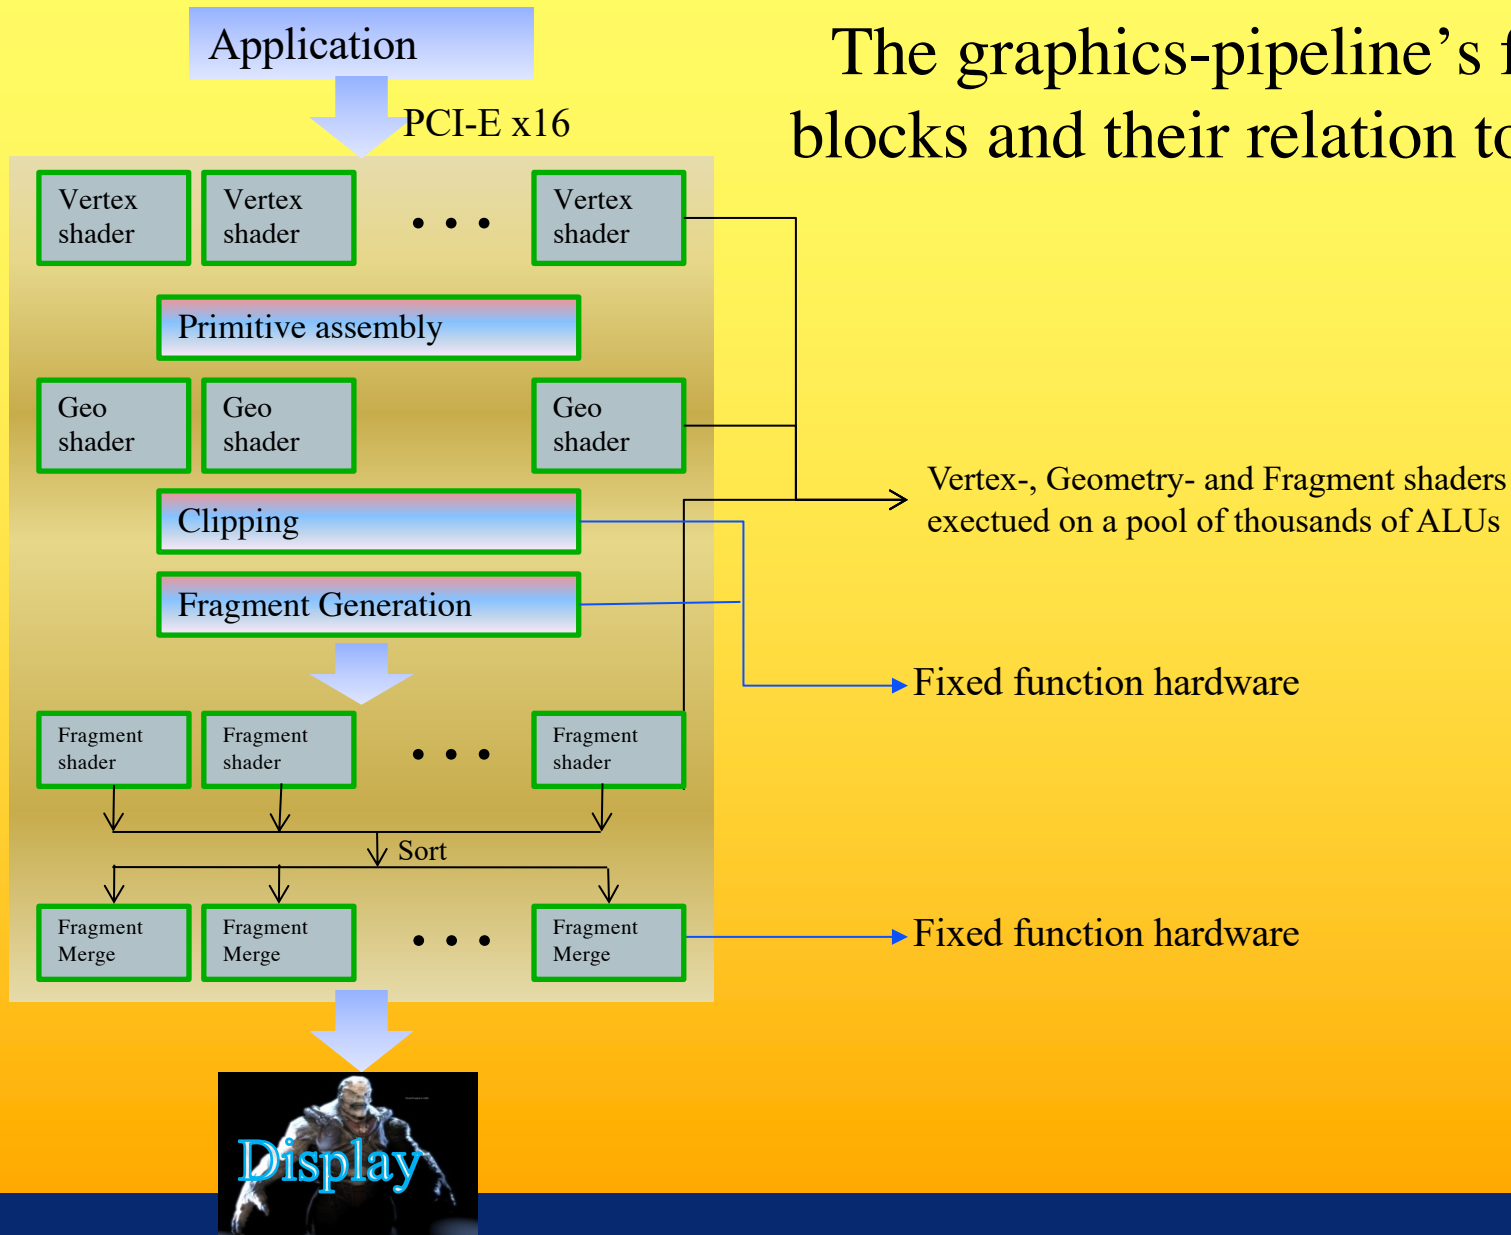 Application
The graphics-pipeline's f
blocks and their relation to
PCI-E x16
Vertex
shader
Vertex
shader
• • •
Vertex
shader
Primitive assembly
Geo
shader
Geo
shader
Geo
shader
Clipping
Fragment Generation
Vertex-, Geometry- and Fragment shaders
exectued on a pool of thousands of ALUs
Fixed function hardware
Fragment
shader
Fragment
shader
• • •
Fragment
shader
Sort
Fragment
Merge
Fragment
Merge
• • •
Fragment
Merge
Fixed function hardware
Display